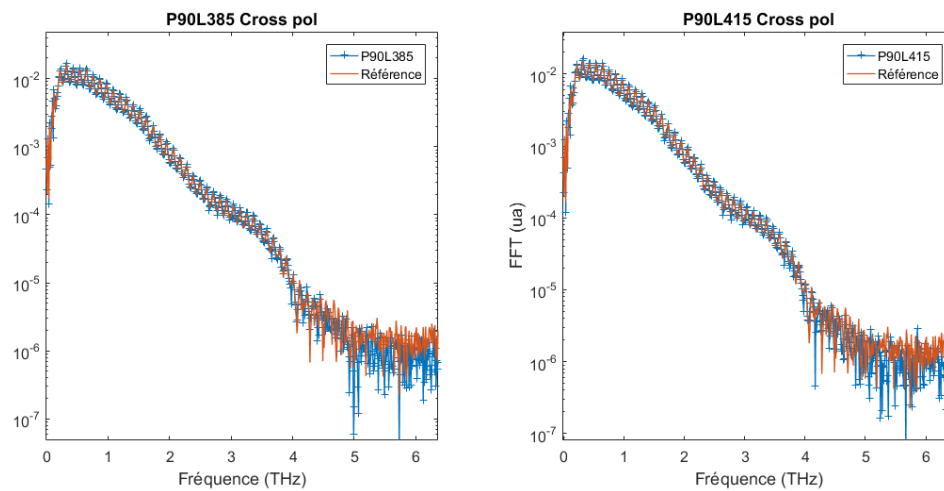 P90L385 Cross pol
P90L385
Référence
10^-2
10^-3
10^-4
10^-5
10^-6
10^-7
0 1 2 3 4 5 6
Fréquence (THz)
P90L415 Cross pol
P90L415
Référence
FFT (ua)
10^-2
10^-3
10^-4
10^-5
10^-6
10^-7
10^-8
0 1 2 3 4 5 6
Fréquence (THz)